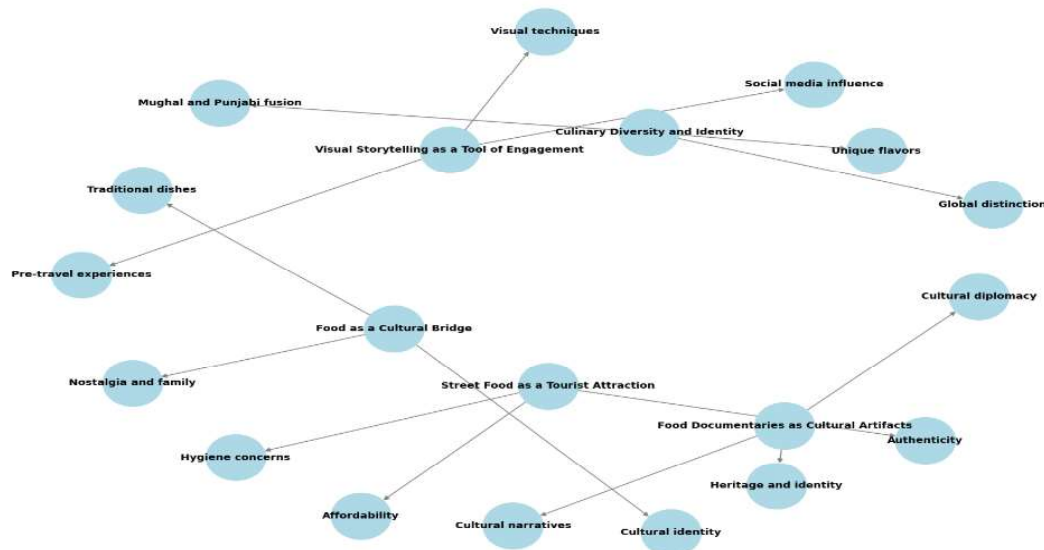 Visual techniques
Social media influence
Mughal and Punjabi fusion
Culinary Diversity and Identity
Visual Storytelling as a Tool of Engagement
Unique flavors
Traditional dishes
Global distinction
Pre-travel experiences
Cultural diplomacy
Food as a Cultural Bridge
Nostalgia and family
Street Food as a Tourist Attraction
Food Documentaries as Cultural Artifacts
Authenticity
Hygiene concerns
Heritage and identity
Affordability
Cultural narratives
Cultural identity